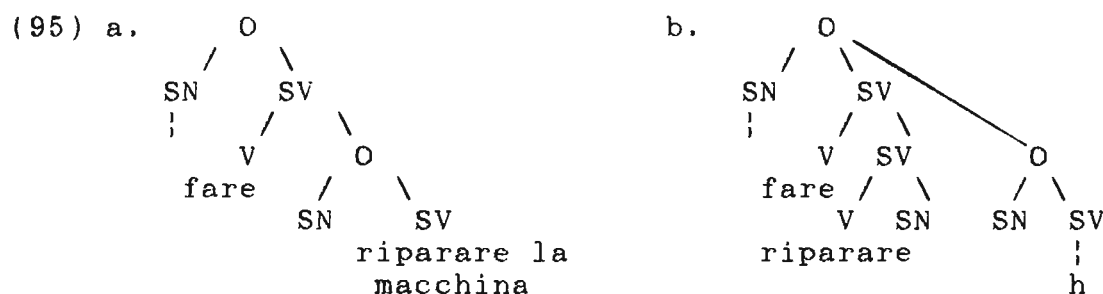 (95) a. O b. O
SN SV SN SV
V O V SV O
fare fare
SN SV V SN SN SV
riparare la riparare
macchina h